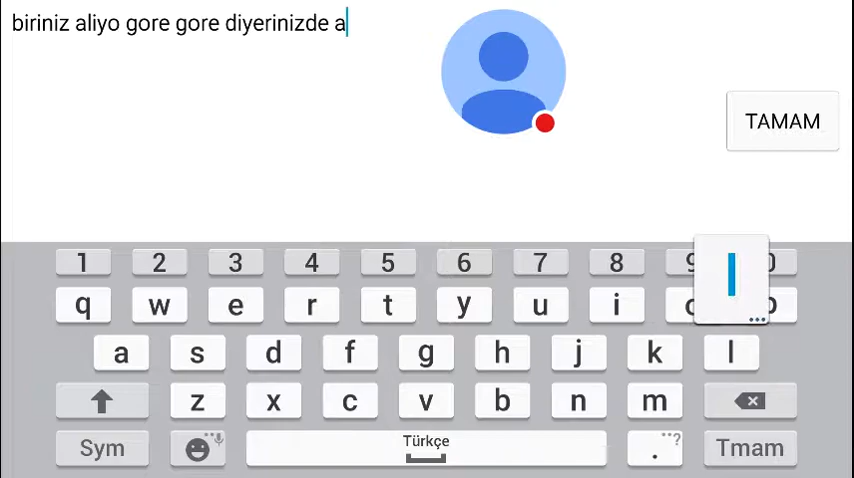 biriniz aliyo gore gore diyerinizde a
TAMAM
1 2 3 4 5 6 7 8 9 0
l
q w e r t y u i o p
a s d f g h j k l
z x c v b n m
Sym Türkçe . ? Tmam